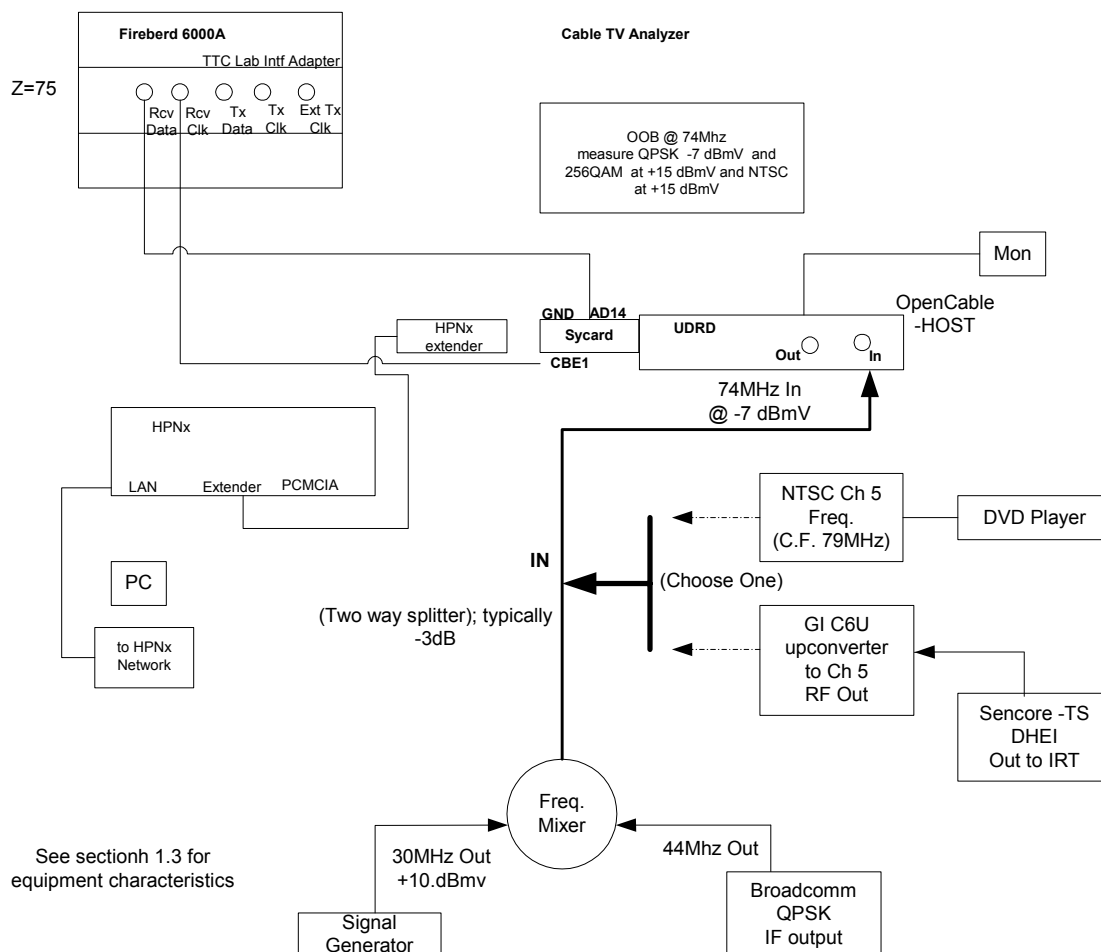 Fireberd 6000A
Cable TV Analyzer
TTC Lab Intf Adapter
Z=75
Rcv
Data
Rcv
Clk
Tx
Data
Tx
Clk
Ext Tx
Clk
OOB @ 74Mhz
measure QPSK -7 dBmV and
256QAM at +15 dBmV and NTSC
at +15 dBmV
Mon
OpenCable
-HOST
GND AD14
Sycard
CBE1
UDRD
Out
In
HPNx
extender
74MHz In
@ -7 dBmV
HPNx
LAN
Extender
PCMCIA
NTSC Ch 5
Freq.
(C.F. 79MHz)
DVD Player
IN
(Choose One)
PC
(Two way splitter); typically
-3dB
to HPNx
Network
GI C6U
upconverter
to Ch 5
RF Out
Sencore -TS
DHEI
Out to IRT
Freq.
Mixer
See sectionh 1.3 for
equipment characteristics
30MHz Out
+10.dBmv
44Mhz Out
Signal
Generator
Broadcomm
QPSK
IF output